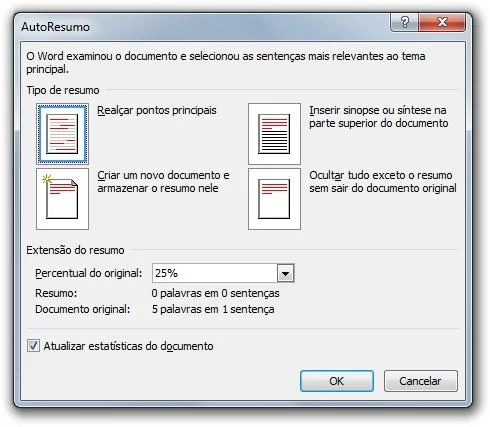 AutoResumo
O Word examinou o documento e selecionou as sentenças mais relevantes ao tema
principal.
Tipo de resumo
Realçar pontos principais
Inserir sinopse ou síntese na
parte superior do documento
Criar um novo documento e
armazenar o resumo nele
Ocultar tudo exceto o resumo
sem sair do documento original
Extensão do resumo
Percentual do original: 25%
Resumo: 0 palavras em 0 sentenças
Documento original: 5 palavras em 1 sentença
Atualizar estatísticas do documento
OK Cancelar